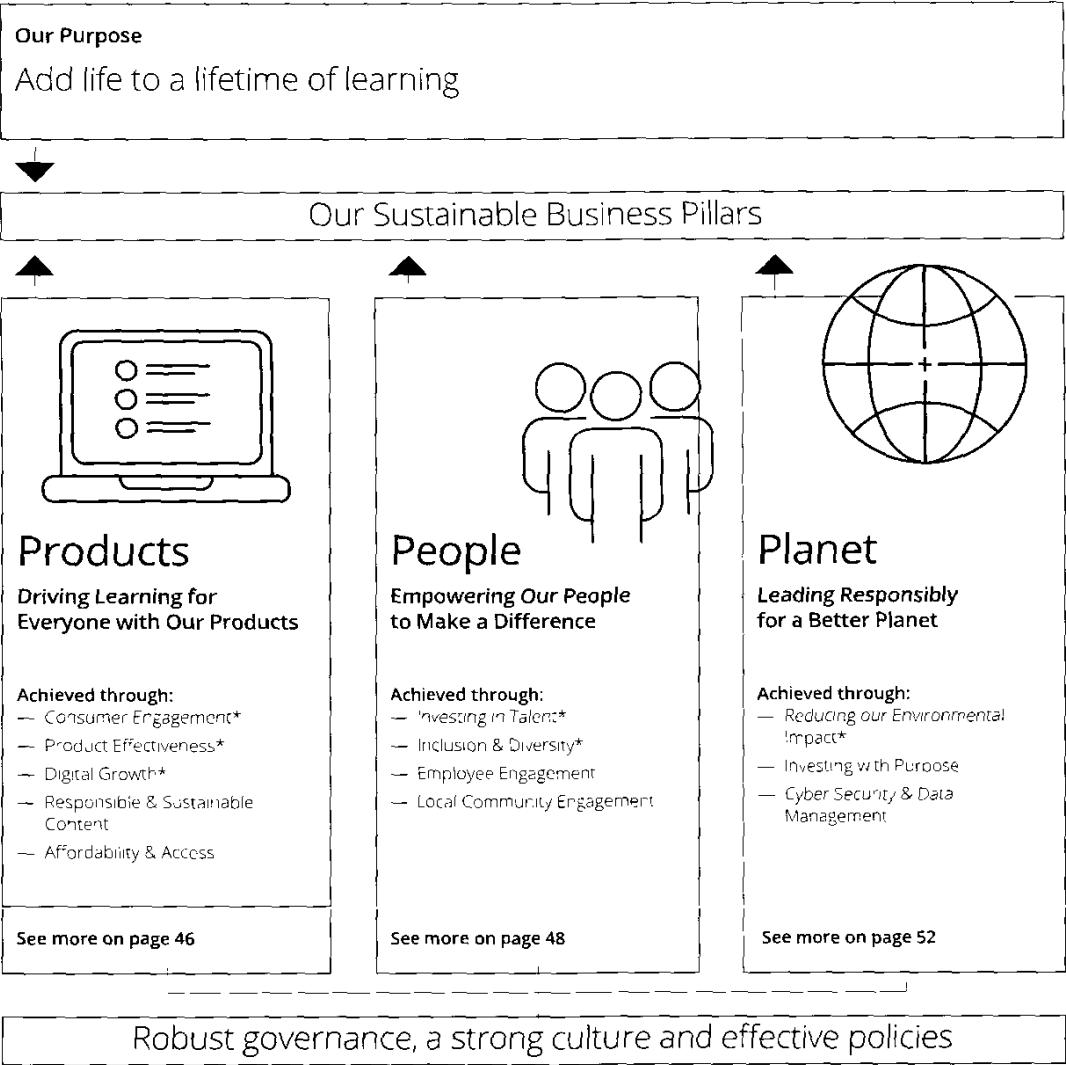 Our Purpose
Add life to a lifetime of learning
Our Sustainable Business Pillars
Products
Driving Learning for
Everyone with Our Products
Achieved through:
— Consumer Engagement*
— Product Effectiveness*
— Digital Growth*
— Responsible & Sustainable
Content
— Affordability & Access
See more on page 46
People
Empowering Our People
to Make a Difference
Achieved through:
— Investing in Talent*
— Inclusion & Diversity*
— Employee Engagement
— Local Community Engagement
See more on page 48
Planet
Leading Responsibly
for a Better Planet
Achieved through:
— Reducing our Environmental
Impact*
— Investing with Purpose
— Cyber Security & Data
Management
See more on page 52
Robust governance, a strong culture and effective policies